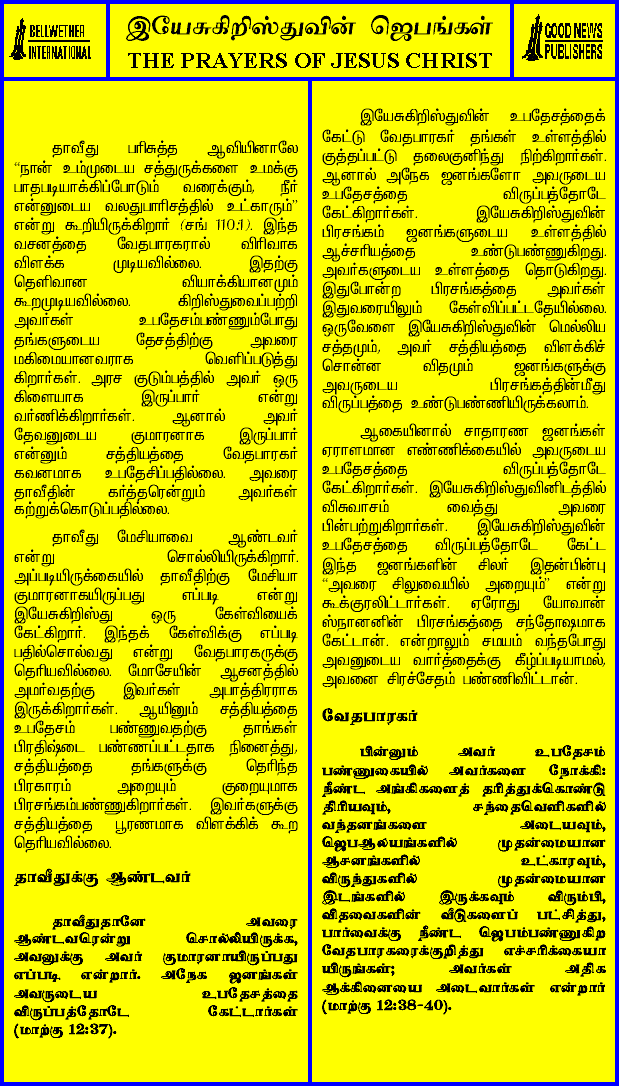 BELLWETHER
INTERNATIONAL
இயேசுகிறிஸ்துவின் ஜெபங்கள்
THE PRAYERS OF JESUS CHRIST
GOOD NEWS
PUBLISHERS
தாவீது பரிசுத்த ஆவியினாலே
“நான் உம்முடைய சத்துருக்களை உமக்கு
பாதபடியாக்கிப்போடும் வரைக்கும், நீர்
என்னுடைய வலதுபாரிசத்தில் உட்காரும்”
என்று கூறியிருக்கிறார் (சங் 110:1). இந்த
வசனத்தை வேதபாரகரால் விரிவாக
விளக்க முடியவில்லை. இதற்கு
தெளிவான வியாக்கியானமும்
கூறமுடியவில்லை. கிறிஸ்துவைப்பற்றி
அவர்கள் உபதேசம்பண்ணும்போது
தங்களுடைய தேசத்திற்கு அவரை
மகிமையானவராக வெளிப்படுத்து
கிறார்கள். அரச குடும்பத்தில் அவர் ஒரு
கிளையாக இருப்பார் என்று
வர்ணிக்கிறார்கள். ஆனால் அவர்
தேவனுடைய குமாரனாக இருப்பார்
என்னும் சத்தியத்தை வேதபாரகர்
கவனமாக உபதேசிப்பதில்லை. அவரை
தாவீதின் கர்த்தரென்றும் அவர்கள்
கற்றுக்கொடுப்பதில்லை.
தாவீது மேசியாவை ஆண்டவர்
என்று சொல்லியிருக்கிறார்.
அப்படியிருக்கையில் தாவீதிற்கு மேசியா
குமாரனாகயிருப்பது எப்படி என்று
இயேசுகிறிஸ்து ஒரு கேள்வியைக்
கேட்கிறார். இந்தக் கேள்விக்கு எப்படி
பதில்சொல்வது என்று வேதபாரகருக்கு
தெரியவில்லை. மோசேயின் ஆசனத்தில்
அமர்வதற்கு இவர்கள் அபாத்திரராக
இருக்கிறார்கள். ஆயினும் சத்தியத்தை
உபதேசம் பண்ணுவதற்கு தாங்கள்
பிரதிஷ்டை பண்ணப்பட்டதாக நினைத்து,
சத்தியத்தை தங்களுக்கு தெரிந்த
பிரகாரம் அறையும் குறையுமாக
பிரசங்கம்பண்ணுகிறார்கள். இவர்களுக்கு
சத்தியத்தை பூரணமாக விளக்கிக் கூற
தெரியவில்லை.
தாவீதுக்கு ஆண்டவர்
தாவீதுதானே அவரை
ஆண்டவரென்று சொல்லியிருக்க,
அவனுக்கு அவர் குமாரனாயிருப்பது
எப்படி என்றார். அநேக ஜனங்கள்
அவருடைய உபதேசத்தை
விருப்பத்தோடே கேட்டார்கள்
(மாற்கு 12:37).
இயேசுகிறிஸ்துவின் உபதேசத்தைக்
கேட்டு வேதபாரகர் தங்கள் உள்ளத்தில்
குத்தப்பட்டு தலைகுனிந்து நிற்கிறார்கள்.
ஆனால் அநேக ஜனங்களோ அவருடைய
உபதேசத்தை விருப்பத்தோடே
கேட்கிறார்கள். இயேசுகிறிஸ்துவின்
பிரசங்கம் ஜனங்களுடைய உள்ளத்தில்
ஆச்சரியத்தை உண்டுபண்ணுகிறது.
அவர்களுடைய உள்ளத்தை தொடுகிறது.
இதுபோன்ற பிரசங்கத்தை அவர்கள்
இதுவரையிலும் கேள்விப்பட்டதேயில்லை.
ஒருவேளை இயேசுகிறிஸ்துவின் மெல்லிய
சத்தமும், அவர் சத்தியத்தை விளக்கிச்
சொன்ன விதமும் ஜனங்களுக்கு
அவருடைய பிரசங்கத்தின்மீது
விருப்பத்தை உண்டுபண்ணியிருக்கலாம்.
ஆகையினால் சாதாரண ஜனங்கள்
ஏராளமான எண்ணிக்கையில் அவருடைய
உபதேசத்தை விருப்பத்தோடே
கேட்கிறார்கள். இயேசுகிறிஸ்துவினிடத்தில்
விசுவாசம் வைத்து அவரை
பின்பற்றுகிறார்கள். இயேசுகிறிஸ்துவின்
உபதேசத்தை விருப்பத்தோடே கேட்ட
இந்த ஜனங்களின் சிலர் இதன்பின்பு
“அவரை சிலுவையில் அறையும்” என்று
கூக்குரலிட்டார்கள். ஏரோது யோவான்
ஸ்நானனின் பிரசங்கத்தை சந்தோஷமாக
கேட்டான். என்றாலும் சமயம் வந்தபோது
அவனுடைய வார்த்தைக்கு கீழ்ப்படியாமல்,
அவனை சிரச்சேதம் பண்ணிவிட்டான்.
வேதபாரகர்
பின்னும் அவர் உபதேசம்
பண்ணுகையில் அவர்களை நோக்கி:
நீண்ட அங்கிகளைத் தரித்துக்கொண்டு
திரியவும், சந்தைவெளிகளில்
வந்தனங்களை அடையவும்,
ஜெபஆலயங்களில் முதன்மையான
ஆசனங்களில் உட்காரவும்,
விருந்துகளில் முதன்மையான
இடங்களில் இருக்கவும் விரும்பி,
விதவைகளின் வீடுகளைப் பட்சித்து,
பார்வைக்கு நீண்ட ஜெபம்பண்ணுகிற
வேதபாரகரைக்குறித்து எச்சரிக்கையா
யிருங்கள்; அவர்கள் அதிக
ஆக்கினையை அடைவார்கள் என்றார்
(மாற்கு 12:38-40).